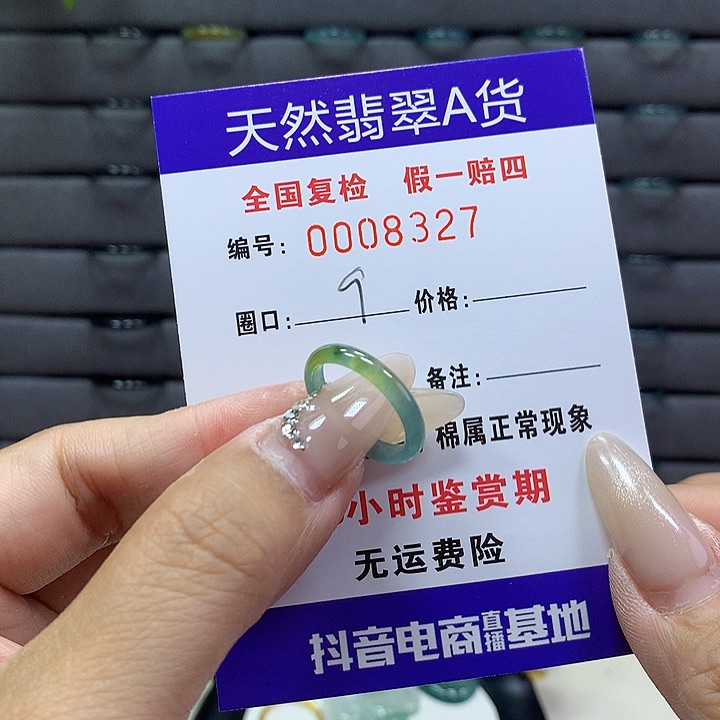 天然翡翠A货
全国复检 假一赔四
编号: 0008327
圈口: 9 价格:
备注:
棉属正常现象
小时鉴赏期
无运费险
抖音电商直播基地